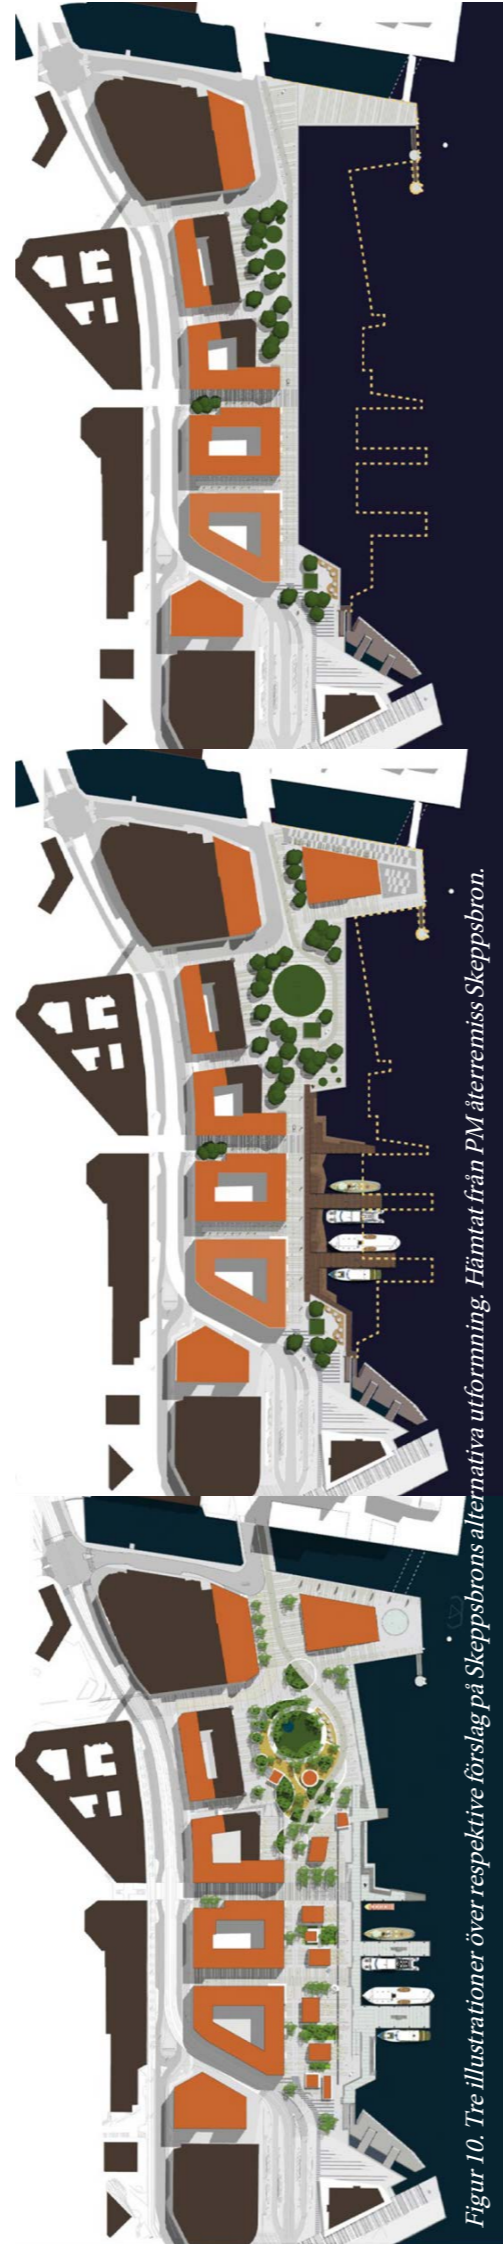 Figur 10. Tre illustrationer över respektive förslag på Skeppsbrons alternativa utformning. Hämtat från PM återremiss Skeppsbron.